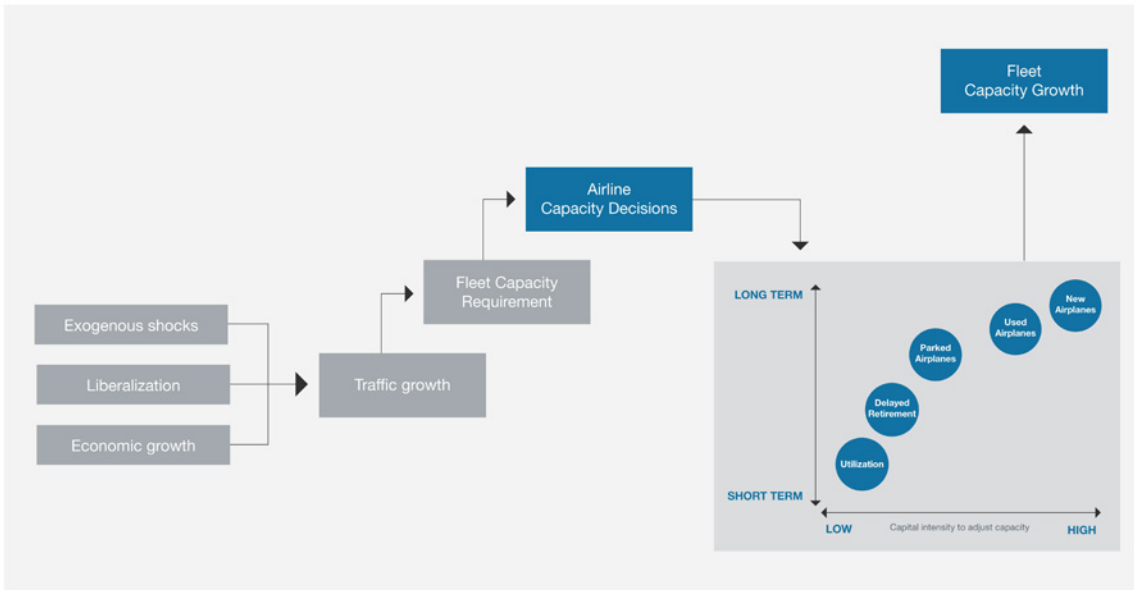 Fleet
Capacity Growth
Airline
Capacity Decisions
Fleet Capacity
Requirement
Exogenous shocks
Liberalization
Economic growth
Traffic growth
LONG TERM
SHORT TERM
New
Airplanes
Used
Airplanes
Parked
Airplanes
Delayed
Retirement
Utilization
LOW
Capital intensity to adjust capacity
HIGH